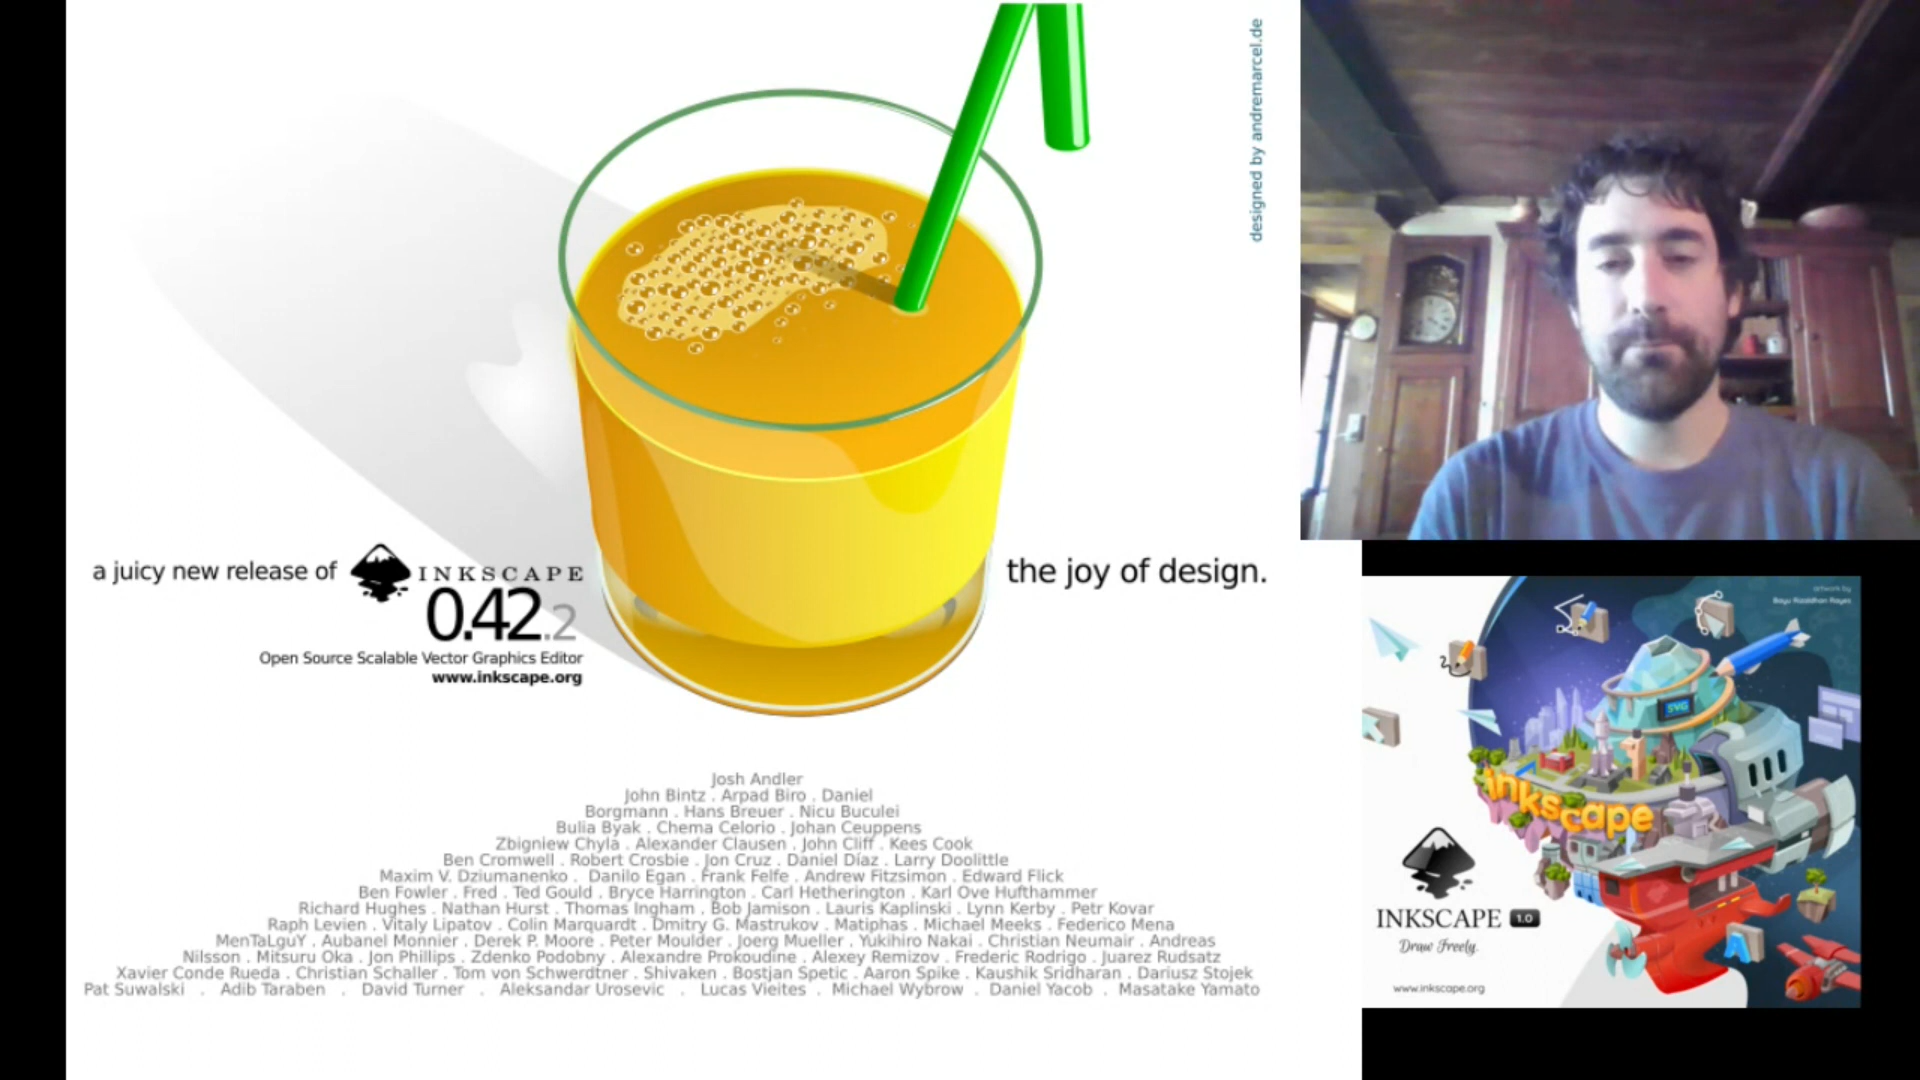 designed by andremarcel.de
a juicy new release of INKSCAPE
the joy of design.
0.42.2
Open Source Scalable Vector Graphics Editor
www.inkscape.org
Josh Andler
John Bintz . Arpad Biro . Daniel
Borgmann . Hans Breuer . Nicu Buculei
Bulia Byak . Chema Celorio . Johan Ceuppens
Zbigniew Chyla . Alexander Clausen . John Cliff . Kees Cook
Ben Cromwell . Robert Crosbie . Jon Cruz . Daniel Díaz . Larry Doolittle
Maxim V. Dziumanenko . Danilo Egan . Frank Felfe . Andrew Fitzsimon . Edward Flick
Ben Fowler . Fred . Ted Gould . Bryce Harrington . Carl Hetherington . Karl Ove Hufthammer
Richard Hughes . Nathan Hurst . Thomas Ingham . Bob Jamison . Lauris Kaplinski . Lynn Kerby . Petr Kovar
Raph Levien . Vitaly Lipatov . Colin Marquardt . Dmitry G. Mastrukov . Matiphas . Michael Meeks . Federico Mena
MenTaLguY . Aubanel Monnier . Derek P. Moore . Peter Moulder . Joerg Mueller . Yukihiro Nakai . Christian Neumair . Andreas
Nilsson . Mitsuru Oka . Jon Phillips . Zdenko Podobny . Alexandre Prokoudine . Alexey Remizov . Frederic Rodrigo . Juarez Rudsatz
Xavier Conde Rueda . Christian Schaller . Tom von Schwerdtner . Shivaken . Bostjan Spetic . Aaron Spike . Kaushik Sridharan . Dariusz Stojek
Pat Suwalski . Adib Taraben . David Turner . Aleksandar Urosevic . Lucas Vieites . Michael Wybrow . Daniel Yacob . Masatake Yamato
artwork by
SVG
inkscape
INKSCAPE 1.0
Draw Freely.
www.inkscape.org